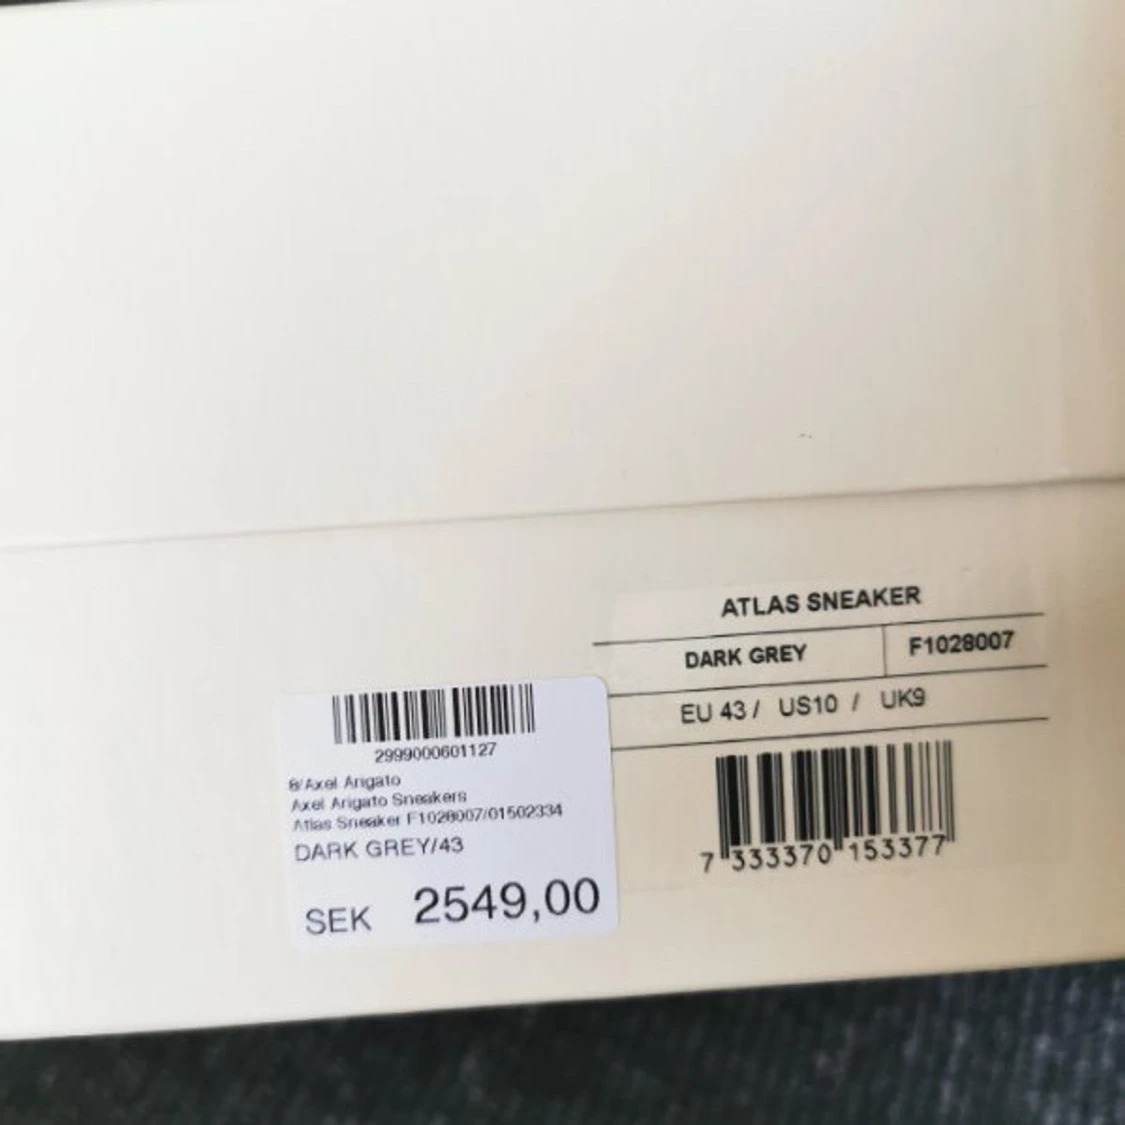 ATLAS SNEAKER
DARK GREY F1028007
EU 43 / US10 / UK9
7 333370 153377
2999000601127
8/Axel Arigato
Axel Arigato Sneakers
Atlas Sneaker F1028007/01502334
DARK GREY/43
SEK 2549,00